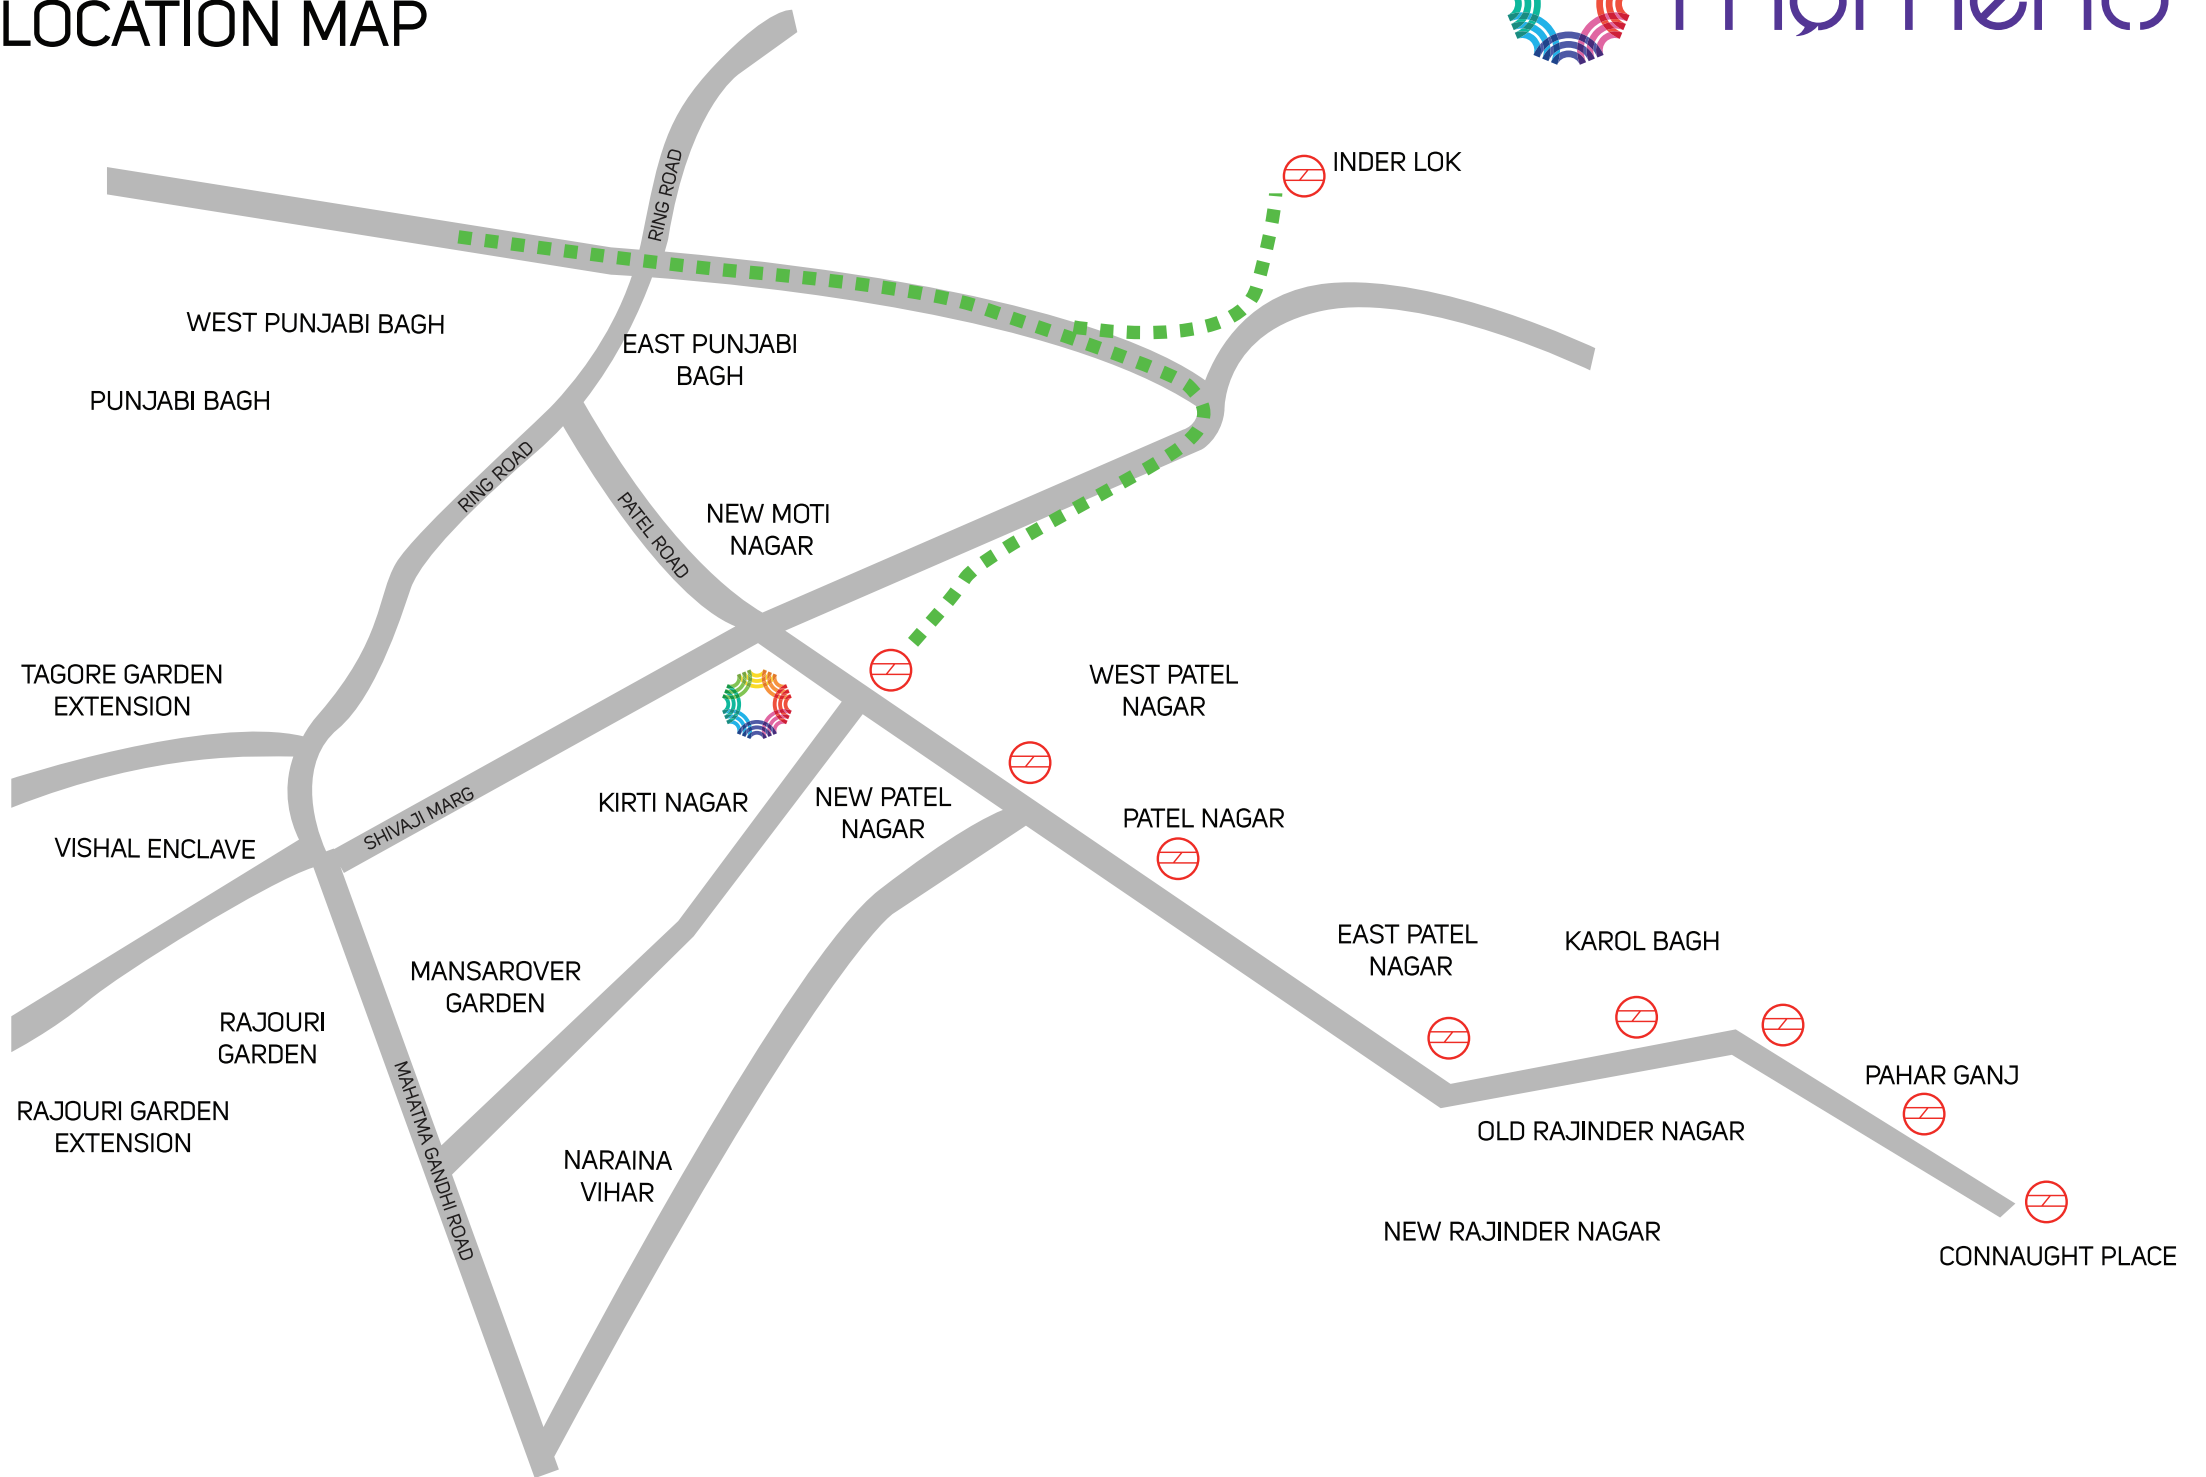 LOCATION MAP
RING ROAD
INDER LOK
WEST PUNJABI BAGH
EAST PUNJABI
BAGH
PUNJABI BAGH
RING ROAD
PATEL ROAD
NEW MOTI
NAGAR
TAGORE GARDEN
EXTENSION
WEST PATEL
NAGAR
SHIVAJI MARG
KIRTI NAGAR
NEW PATEL
NAGAR
PATEL NAGAR
VISHAL ENCLAVE
EAST PATEL
NAGAR
KAROL BAGH
MANSAROVER
GARDEN
RAJOURI
GARDEN
MAHATMA GANDHI ROAD
PAHAR GANJ
RAJOURI GARDEN
EXTENSION
OLD RAJINDER NAGAR
NARAINA
VIHAR
NEW RAJINDER NAGAR
CONNAUGHT PLACE